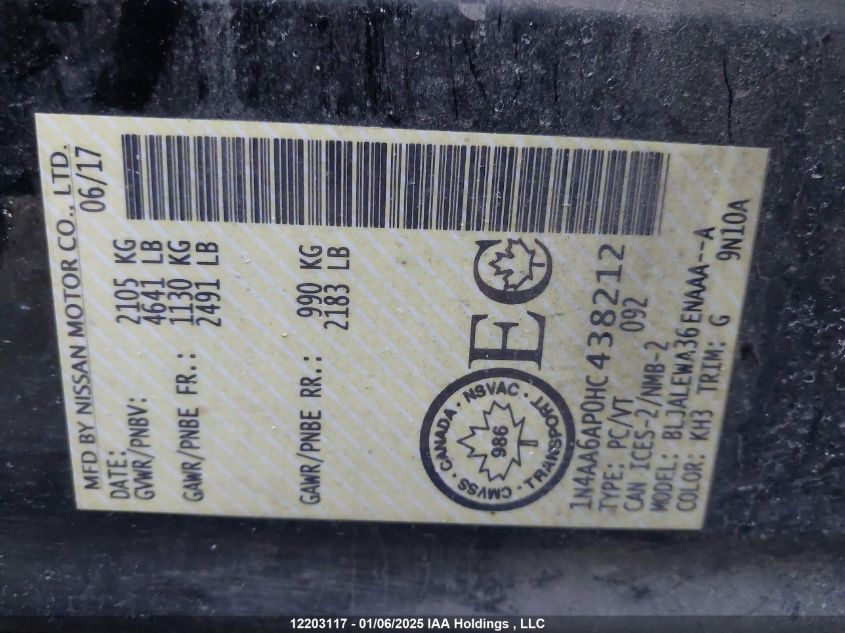 MFD BY NISSAN MOTOR CO., LTD.
DATE: 06/17
GVWR/PNBV: 2105 KG
4641 LB
GAWR/PNBE FR.: 1130 KG
2491 LB
GAWR/PNBE RR.: 990 KG
2183 LB
EC
T
CANADA · NSVAC · TRANSPORT · CMVSS ·
986
1N4AA6AP0HC438212
TYPE: PC/VT 092
CAN ICES-2/NMB-2
MODEL: BLJALEWA36ENAAA--A
COLOR: KH3 TRIM: G 9N10A
12203117 - 01/06/2025 IAA Holdings , LLC